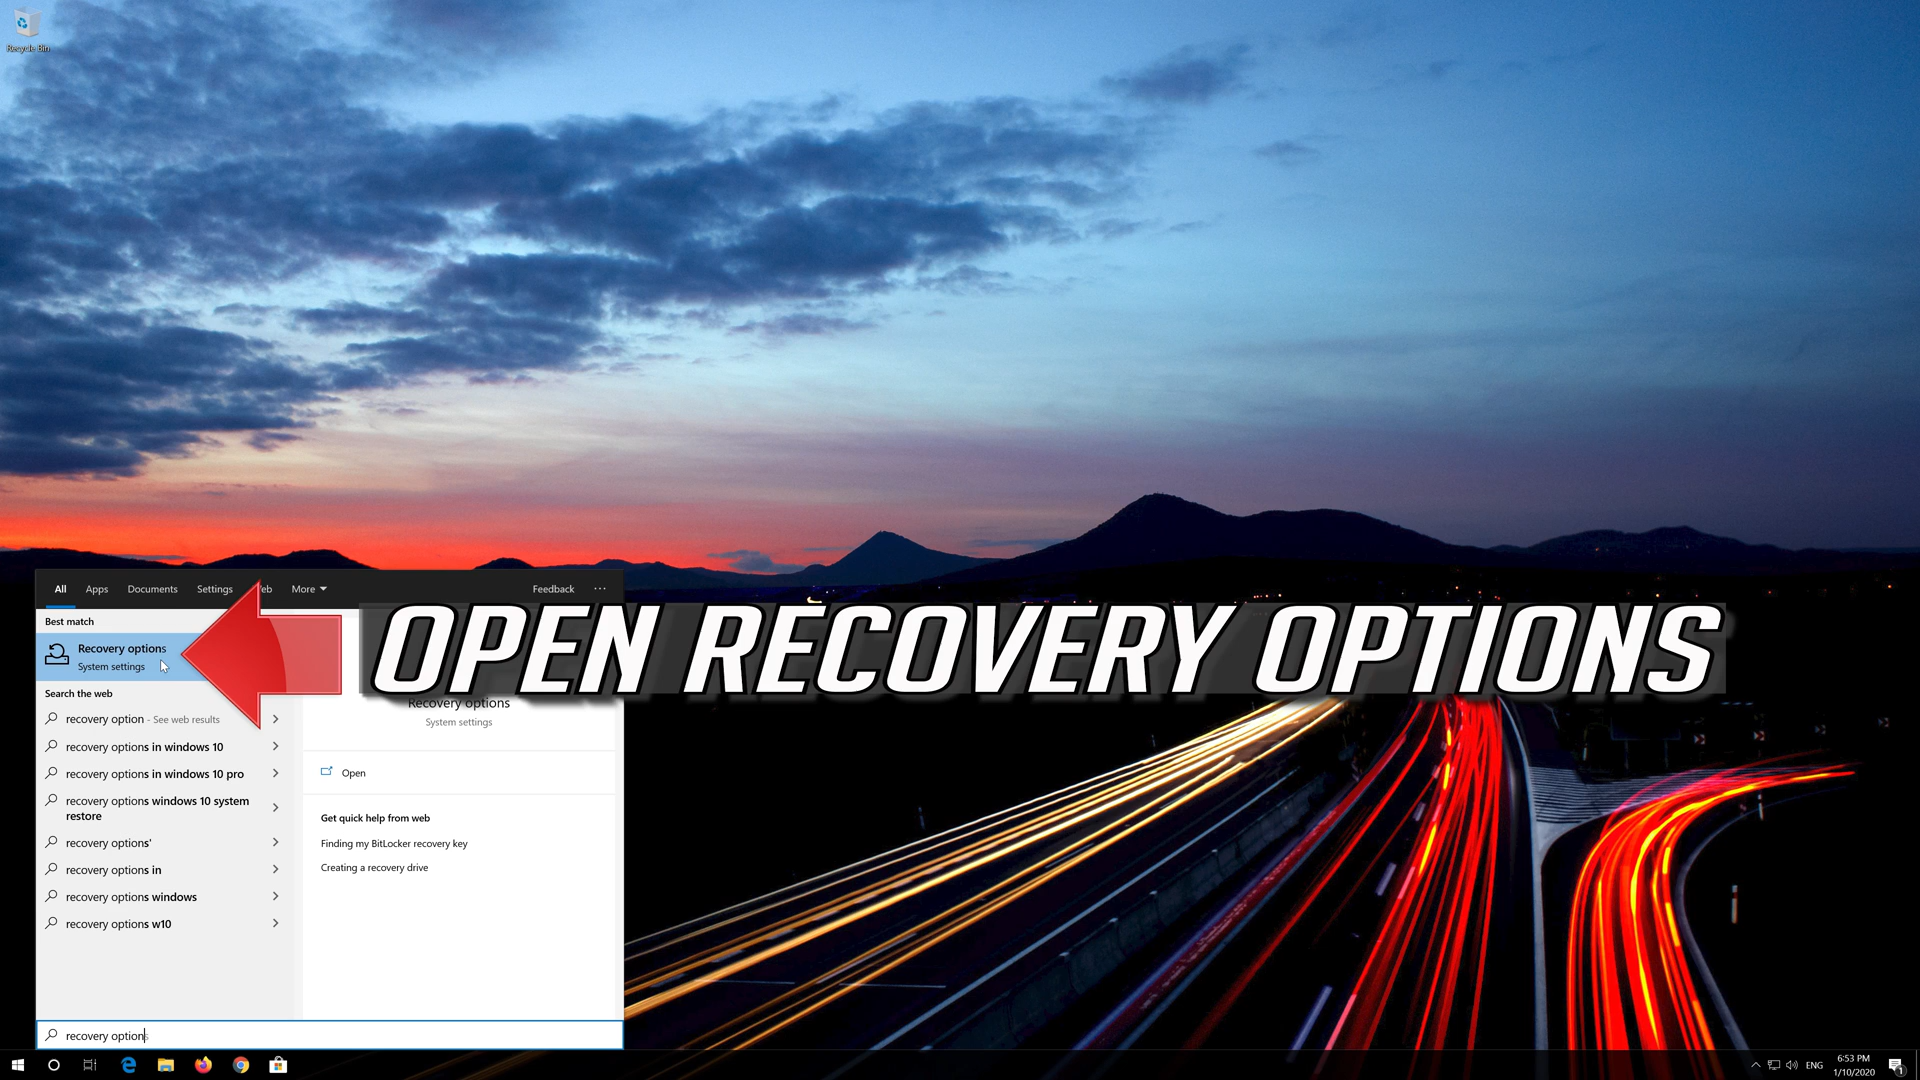 Recycle Bin
All Apps Documents Settings eb More Feedback ...
Best match
Recovery options
System settings
OPEN RECOVERY OPTIONS
Search the web
recovery option - See web results
recovery options in windows 10
recovery options in windows 10 pro
recovery options windows 10 system
restore
recovery options'
recovery options in
recovery options windows
recovery options w10
Recovery options
System settings
Open
Get quick help from web
Finding my BitLocker recovery key
Creating a recovery drive
recovery options
ENG
6:53 PM
1/10/2020
1